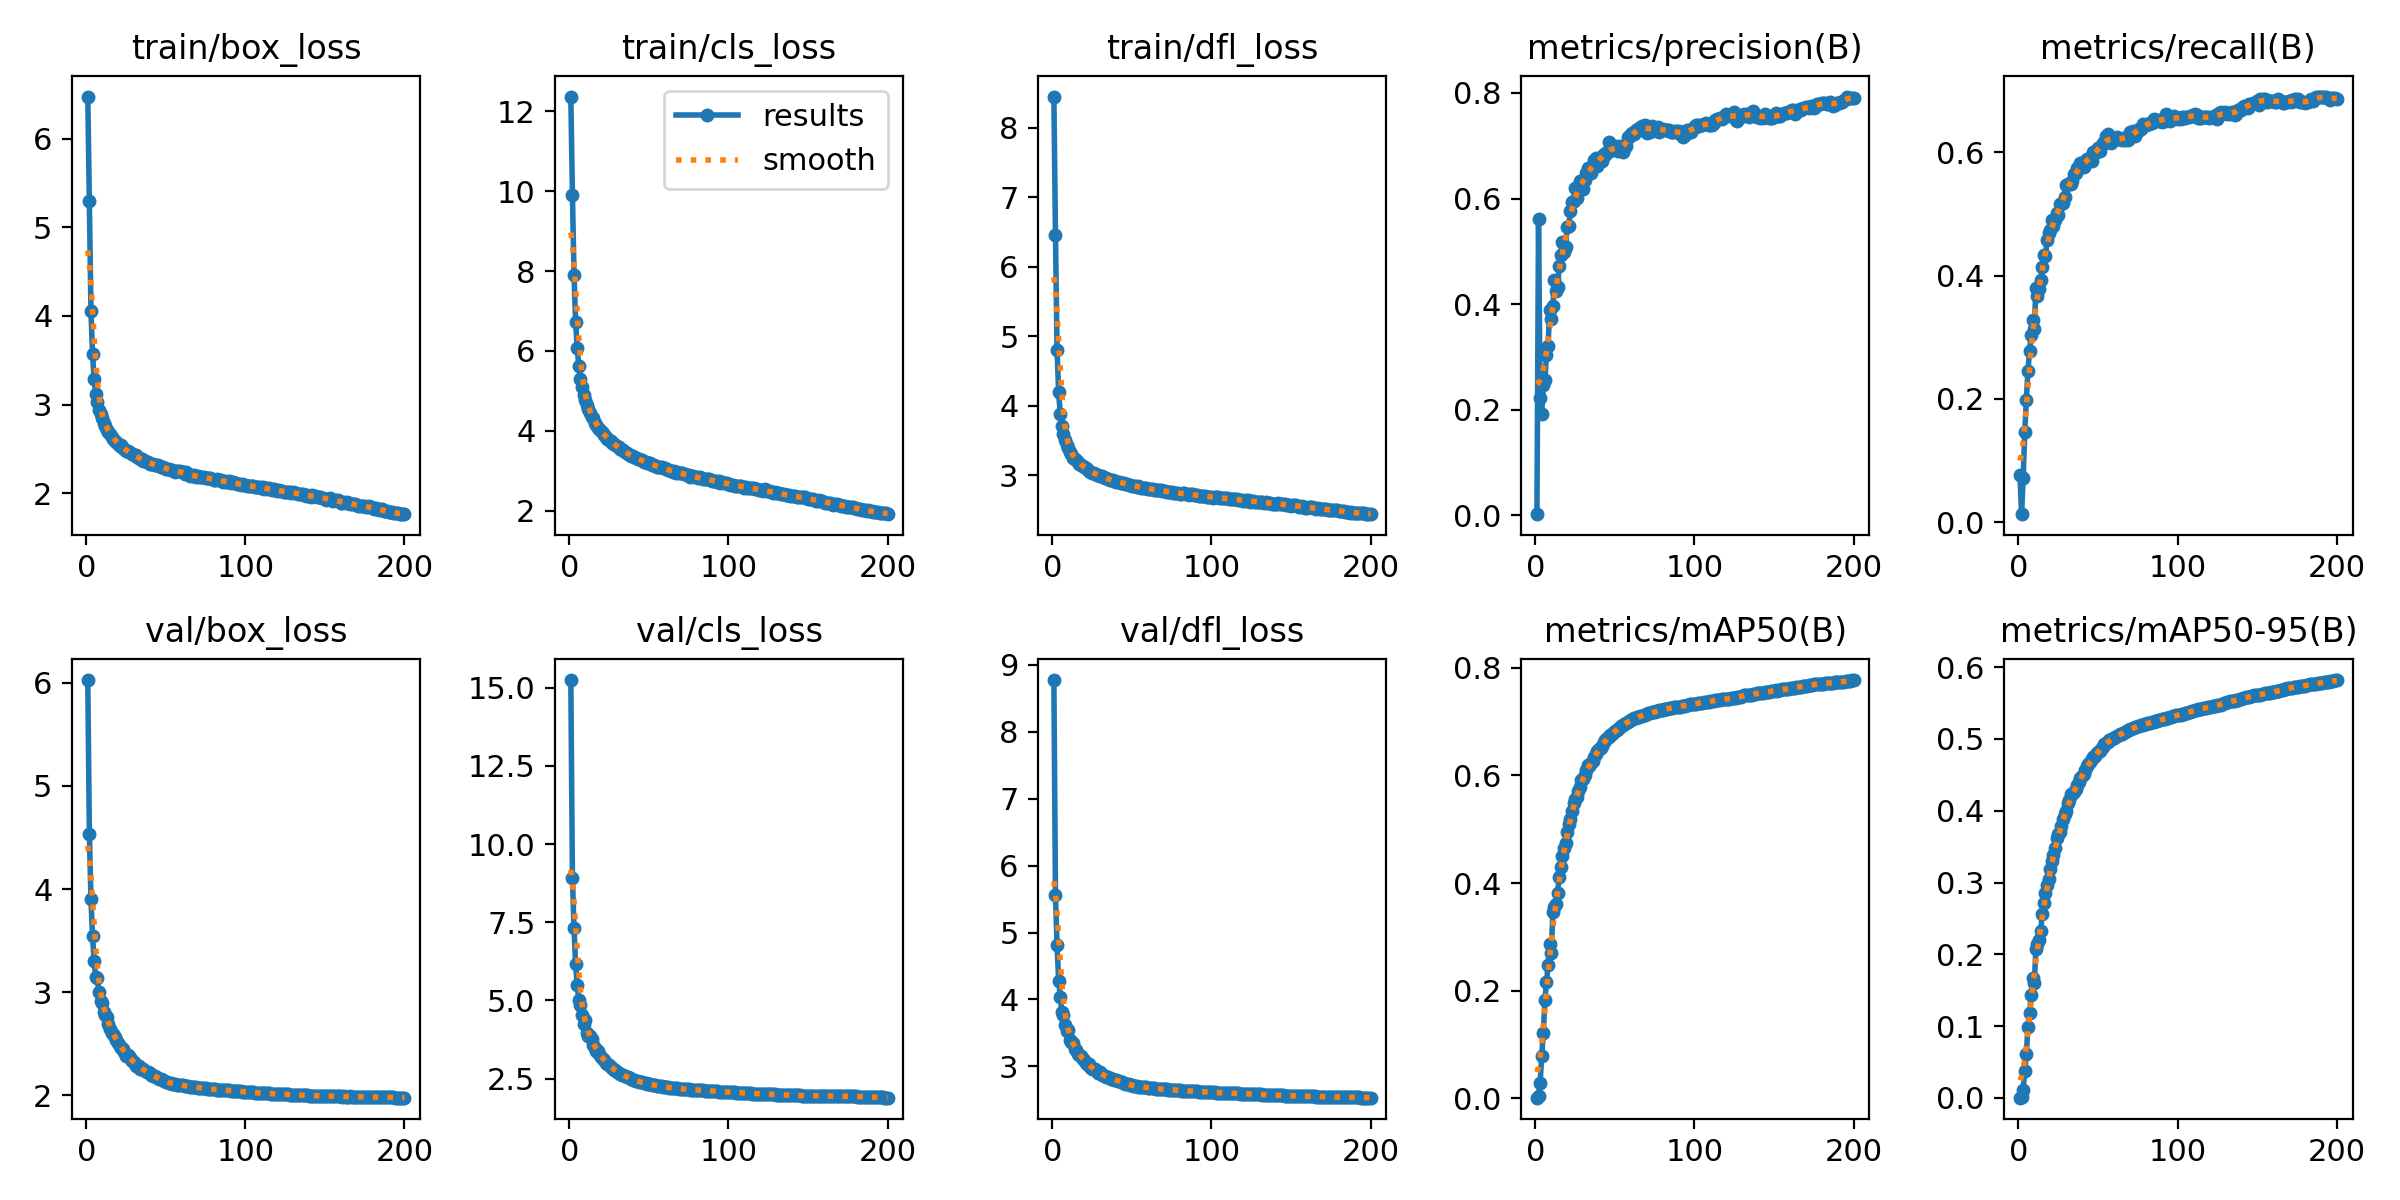 train/box_loss
6
5
4
3
2
0 100 200
train/cls_loss
results
smooth
12
10
8
6
4
2
0 100 200
train/dfl_loss
8
7
6
5
4
3
0 100 200
metrics/precision(B)
0.8
0.6
0.4
0.2
0.0
0 100 200
metrics/recall(B)
0.6
0.4
0.2
0.0
0 100 200
val/box_loss
6
5
4
3
2
0 100 200
val/cls_loss
15.0
12.5
10.0
7.5
5.0
2.5
0 100 200
val/dfl_loss
9
8
7
6
5
4
3
0 100 200
metrics/mAP50(B)
0.8
0.6
0.4
0.2
0.0
0 100 200
metrics/mAP50-95(B)
0.6
0.5
0.4
0.3
0.2
0.1
0.0
0 100 200